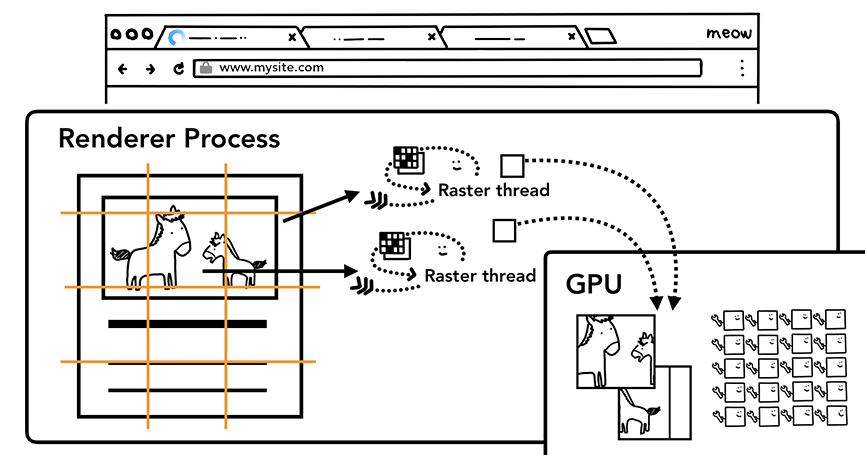 meow
www.mysite.com
Renderer Process
Raster thread
Raster thread
GPU